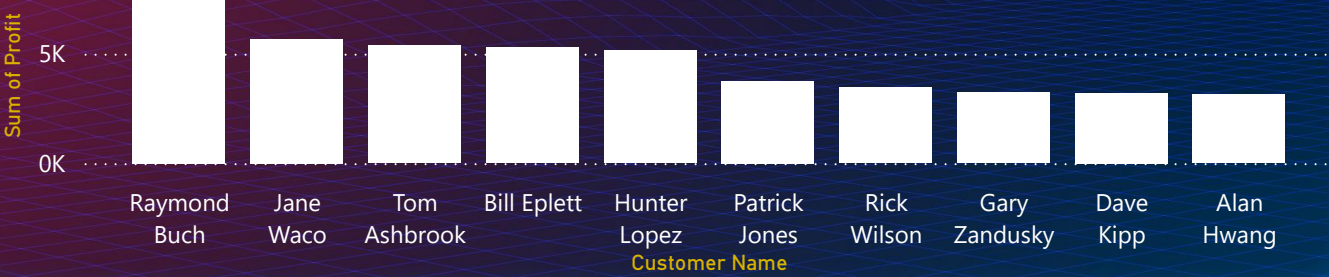 Sum of Profit
5K
0K
Raymond Buch
Jane Waco
Tom Ashbrook
Bill Eplett
Hunter Lopez
Patrick Jones
Rick Wilson
Gary Zandusky
Dave Kipp
Alan Hwang
Customer Name